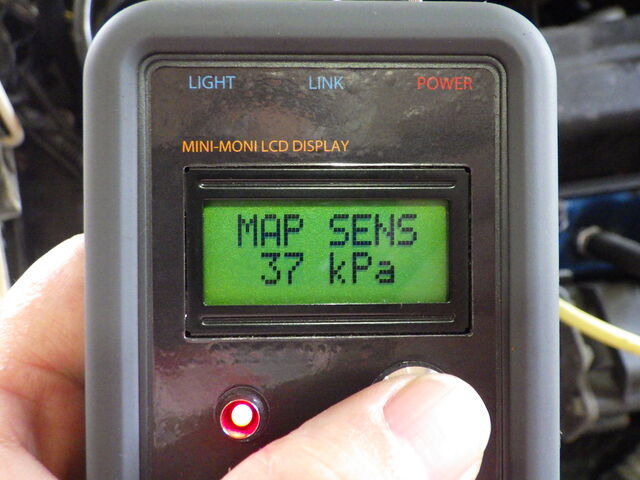 LIGHT LINK POWER
MINI-MONI LCD DISPLAY
MAP SENS
37 kPa